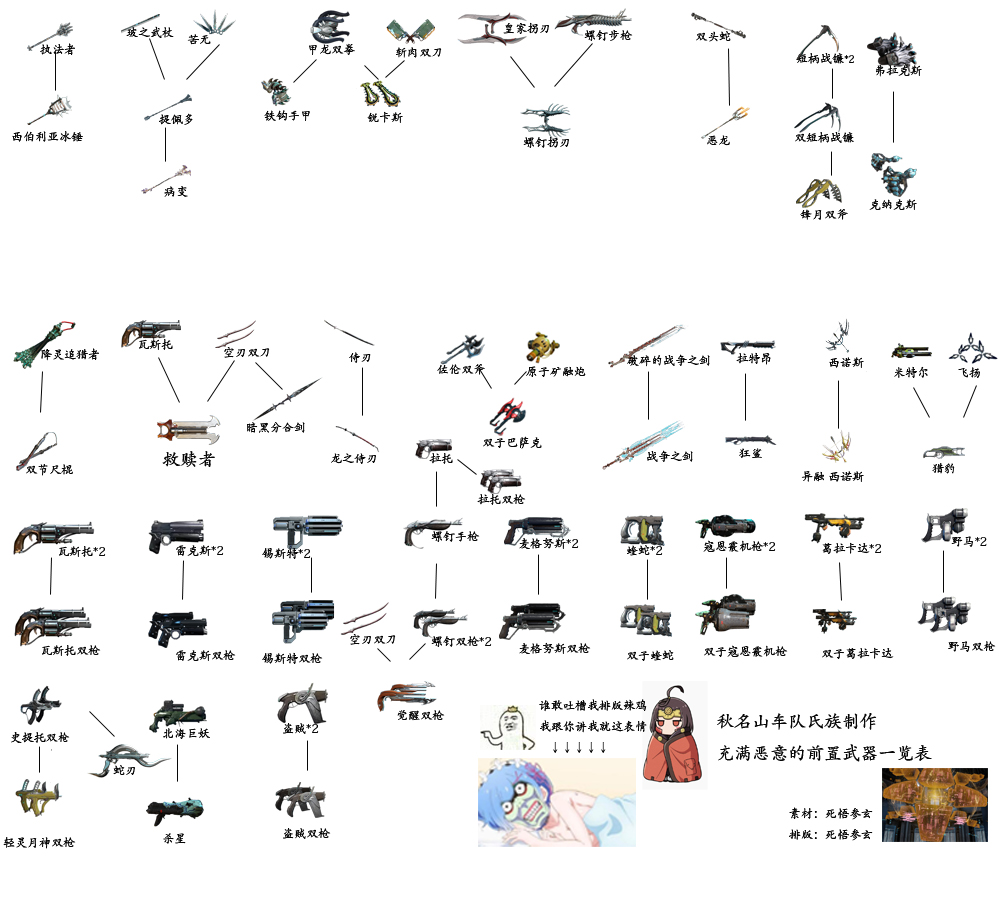 执法者
玻之武杖
苦无
甲龙双拳
斩肉双刀
皇家拐刃
螺钉步枪
双头蛇
短柄战镰*2
弗拉克斯
西伯利亚冰锤
提佩多
铁钩手甲
锐卡斯
螺钉拐刃
恶龙
双短柄战镰
病变
锋月双斧
克纳克斯
降灵追猎者
瓦斯托
空刃双刀
侍刃
佐伦双斧
原子矿融炮
破碎的战争之剑
拉特昂
西诺斯
米特尔
飞扬
双节尺棍
救赎者
暗黑分合剑
龙之侍刃
双子巴萨克
拉托
拉托双枪
战争之剑
狂鲨
异融 西诺斯
猎豹
瓦斯托*2
雷克斯*2
锡斯特*2
螺钉手枪
麦格努斯*2
蝰蛇*2
寇恩霰机枪*2
葛拉卡达*2
野马*2
瓦斯托双枪
雷克斯双枪
锡斯特双枪
空刃双刀
螺钉双枪*2
麦格努斯双枪
双子蝰蛇
双子寇恩霰机枪
双子葛拉卡达
野马双枪
史提托双枪
蛇刃
北海巨妖
盗贼*2
觉醒双枪
轻灵月神双枪
杀星
盗贼双枪
谁敢吐槽我排版辣鸡
我跟你讲我就这表情
↓↓↓↓↓
秋名山车队氏族制作
充满恶意的前置武器一览表
素材：死悟参玄
排版：死悟参玄